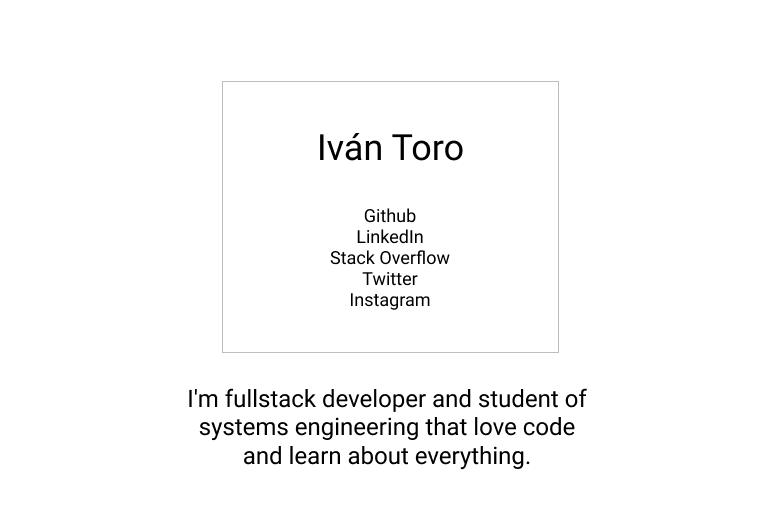 Iván Toro
Github
LinkedIn
Stack Overflow
Twitter
Instagram
I'm fullstack developer and student of
systems engineering that love code
and learn about everything.